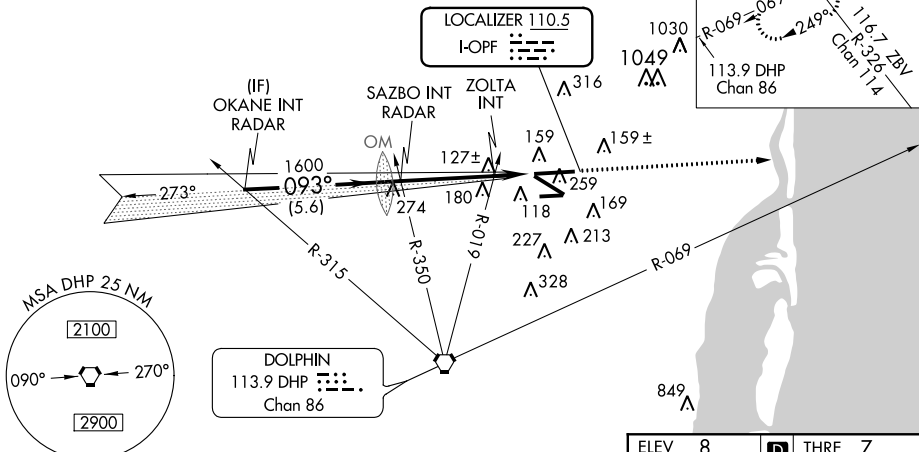 LOCALIZER 110.5
I-OPF
1030
1049
R-069
067
249°
116.7 ZBV
R-326
Chan 114
113.9 DHP
Chan 86
(IF)
OKANE INT
RADAR
SAZBO INT
RADAR
ZOLTA
INT
316
OM
1600
127±
159
159±
273°
093°
(5.6)
274
180
118
259
169
R-315
R-350
R-019
227
213
R-069
328
MSA DHP 25 NM
2100
090°
270°
2900
DOLPHIN
113.9 DHP
Chan 86
849
ELEV 8
D
THRE 7